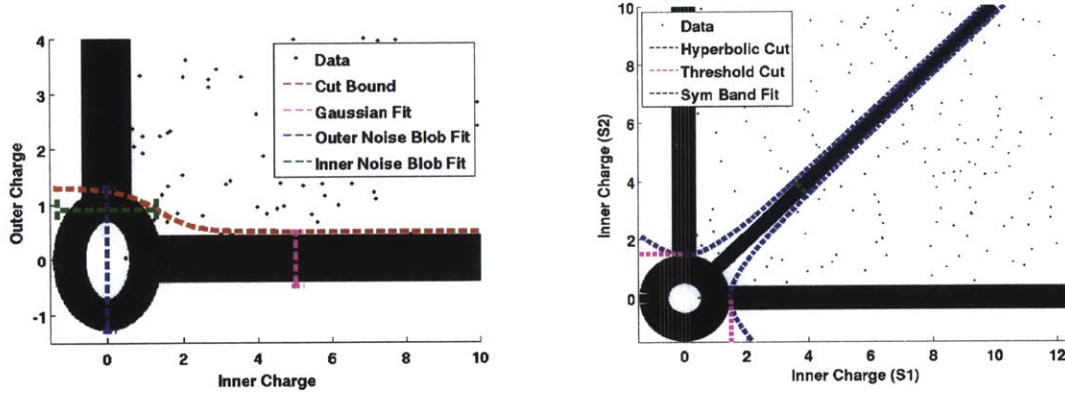 4
3
2
1
0
-1
Outer Charge
Data
Cut Bound
Gaussian Fit
Outer Noise Blob Fit
Inner Noise Blob Fit
0 2 4 6 8 10
Inner Charge
10
8
6
4
2
0
Inner Charge (S2)
Data
Hyperbolic Cut
Threshold Cut
Sym Band Fit
0 2 4 6 8 10 12
Inner Charge (S1)